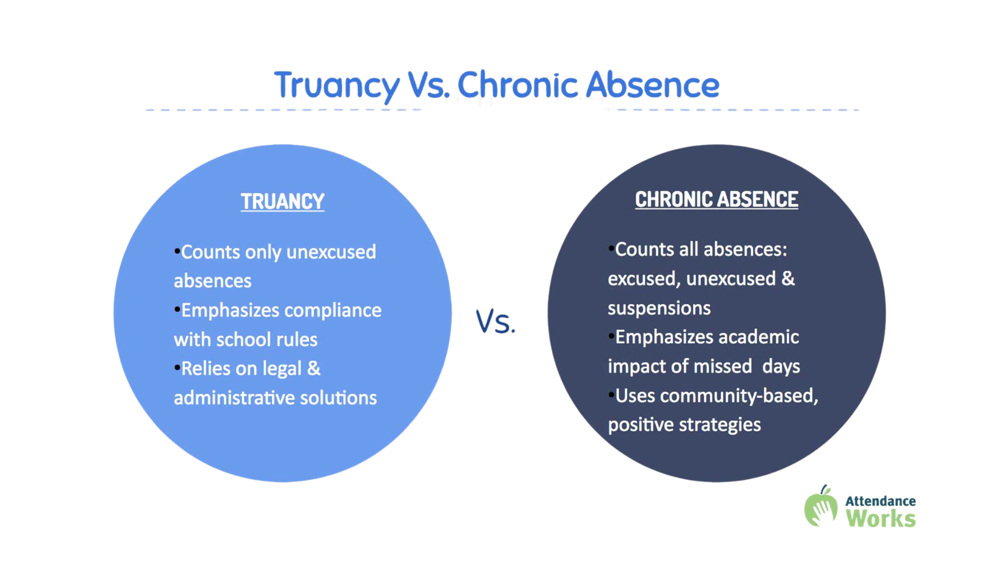 Truancy Vs. Chronic Absence
TRUANCY
•Counts only unexcused
absences
•Emphasizes compliance
with school rules
•Relies on legal &
administrative solutions
Vs.
CHRONIC ABSENCE
•Counts all absences:
excused, unexcused &
suspensions
•Emphasizes academic
impact of missed  days
•Uses community-based,
positive strategies
Attendance
Works